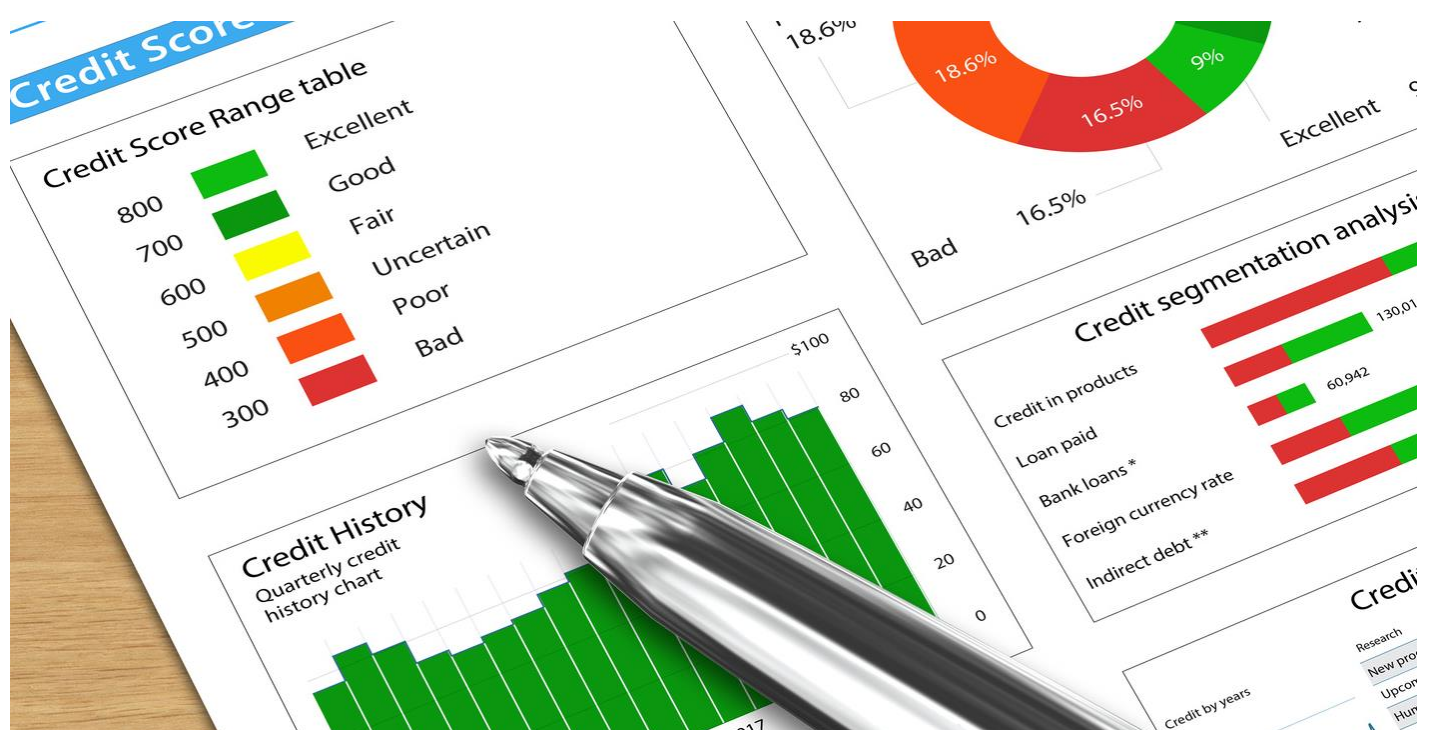 Credit Score
Credit Score Range table
800 Excellent
700 Good
600 Fair
500 Uncertain
400 Poor
300 Bad
18.6%
18.6%
16.5%
9%
Bad 16.5%
Excellent
Credit segmentation
Credit in products
Loan paid
Bank loans * 60,942
Foreign currency rate
Indirect debt **
Credit History
Quarterly credit
history chart
$100
80
60
40
20
0
Research
Credit by years